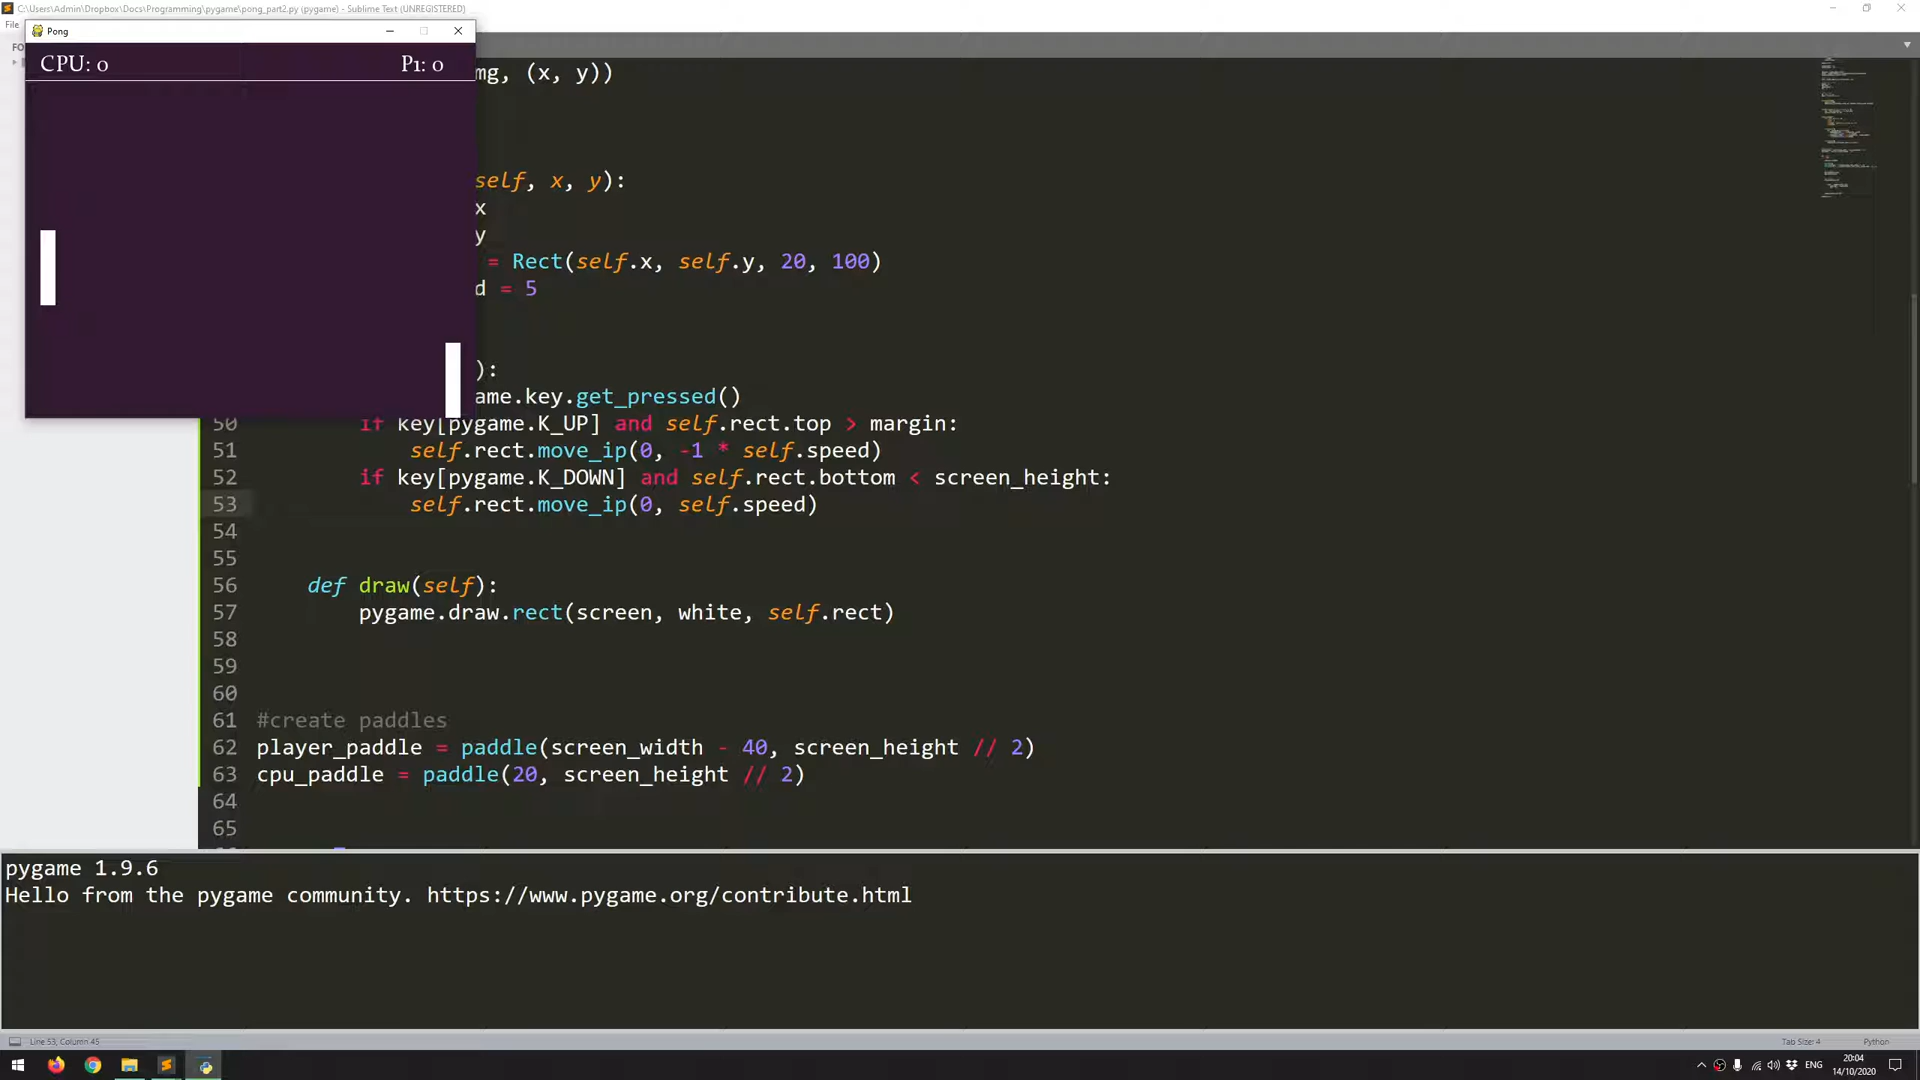 C:\Users\Admin\Dropbox\Docs\Programming\pygame\pong_part2.py (pygame) - Sublime Text (UNREGISTERED)
File
Pong
CPU: 0
P1: 0
FO
mg, (x, y))
self, x, y):
x
y
= Rect(self.x, self.y, 20, 100)
d = 5
):
ame.key.get_pressed()
50 if key[pygame.K_UP] and self.rect.top > margin:
51 self.rect.move_ip(0, -1 * self.speed)
52 if key[pygame.K_DOWN] and self.rect.bottom < screen_height:
53 self.rect.move_ip(0, self.speed)
54
55
56 def draw(self):
57 pygame.draw.rect(screen, white, self.rect)
58
59
60
61 #create paddles
62 player_paddle = paddle(screen_width - 40, screen_height // 2)
63 cpu_paddle = paddle(20, screen_height // 2)
64
65
pygame 1.9.6
Hello from the pygame community. https://www.pygame.org/contribute.html
Line 53, Column 45
Tab Size: 4
Python
ENG
20:04
14/10/2020